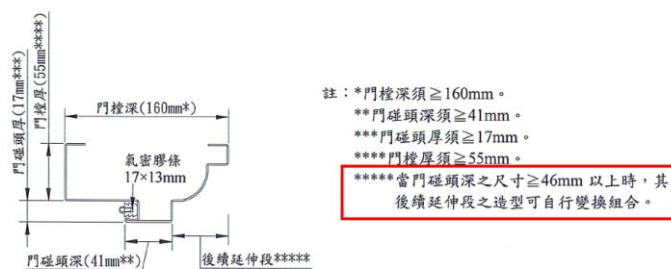 門碰頭厚(17mm***)
門樘厚(55mm****)
門樘深(160mm*)
氣密膠條
17×13mm
門碰頭深(41mm**)
後續延伸段*****
註：*門樘深須≧160mm。
**門碰頭深須≧41mm。
***門碰頭厚須≧17mm。
****門樘厚須≧55mm。
*****當門碰頭深之尺寸≧46mm 以上時，其
後續延伸段之造型可自行變換組合。